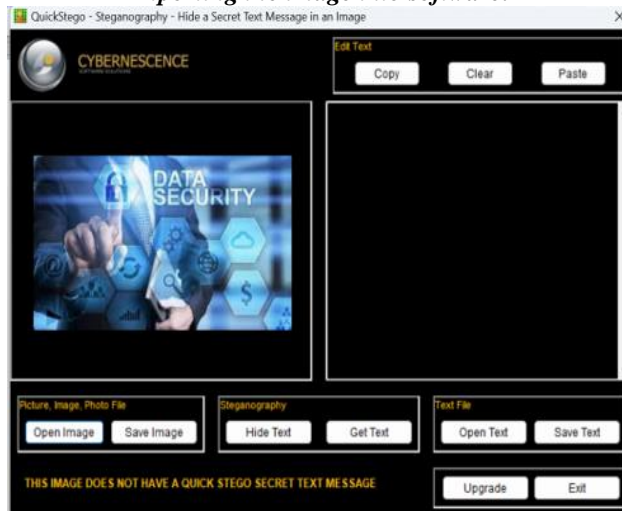 QuickStego - Steganography - Hide a Secret Text Message in an Image
CYBERNESCENCE
Edit Text
Copy
Clear
Paste
DATA
SECURITY
@
$
Picture, Image, Photo File
Open Image
Save Image
Steganography
Hide Text
Get Text
Text File
Open Text
Save Text
THIS IMAGE DOES NOT HAVE A QUICK STEGO SECRET TEXT MESSAGE
Upgrade
Exit